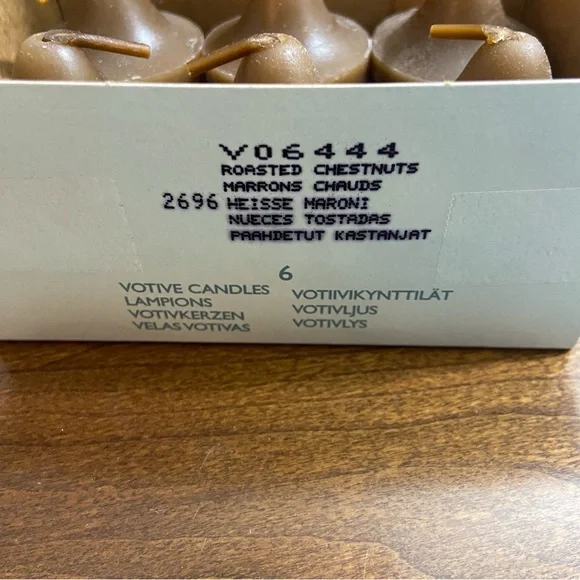 V06444
ROASTED CHESTNUTS
MARRONS CHAUDS
2696 HEISSE MARONI
NUECES TOSTADAS
PAAHDETUT KASTANJAT
6
VOTIVE CANDLES
LAMPIONS
VOTIVKERZEN
VELAS VOTIVAS
VOTIIVIKYNTTILÄT
VOTIVLJUS
VOTIVLYS